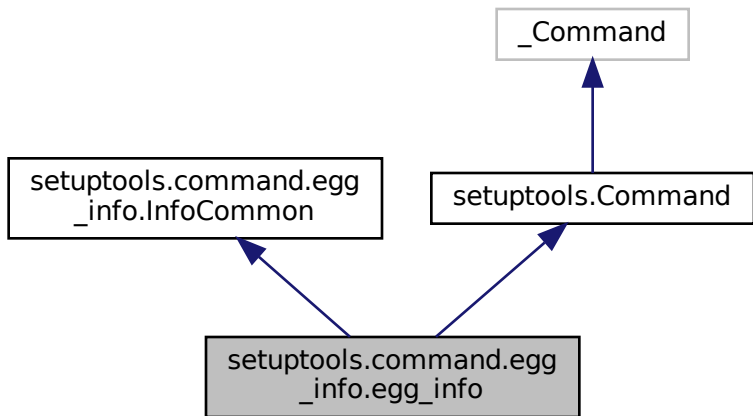 _Command
setuptools.command.egg
_info.InfoCommon
setuptools.Command
setuptools.command.egg
_info.egg_info